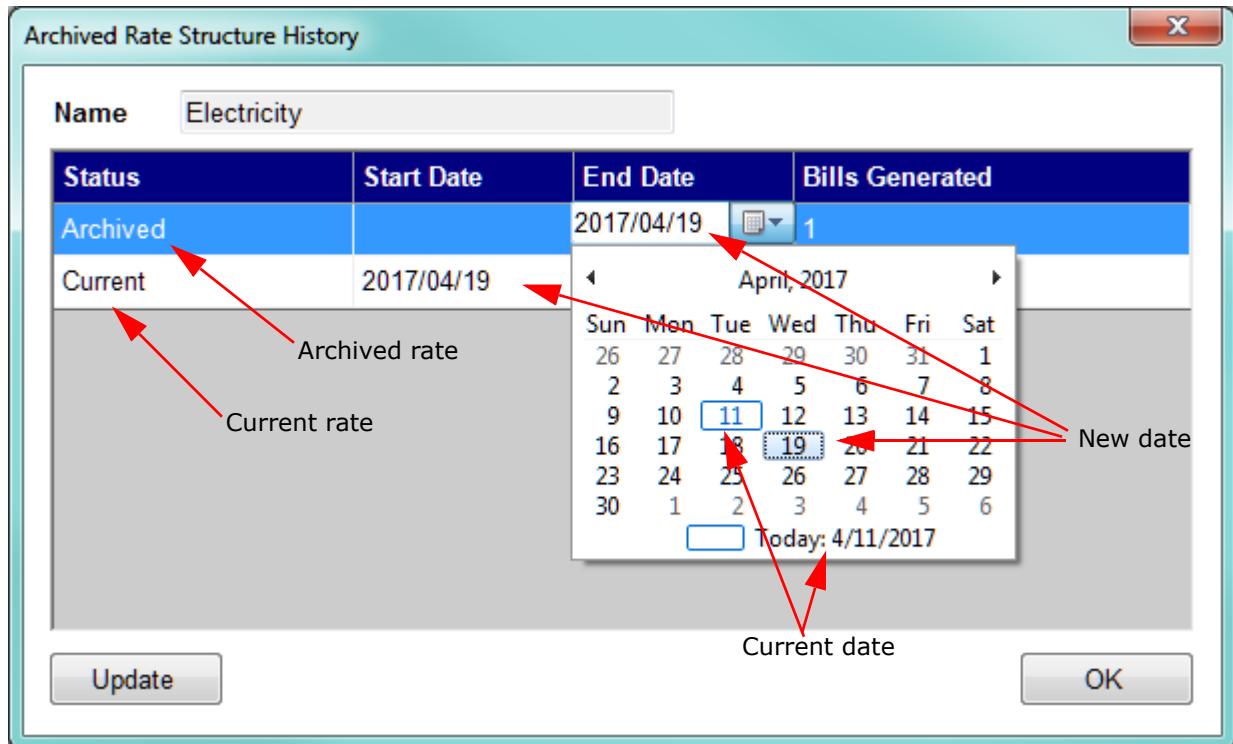 Archived Rate Structure History
x
Name Electricity
Status Start Date End Date Bills Generated
Archived 2017/04/19 1
Current 2017/04/19
April, 2017
Sun Mon Tue Wed Thu Fri Sat
26 27 28 29 30 31 1
2 3 4 5 6 7 8
9 10 11 12 13 14 15
16 17 18 19 20 21 22
23 24 25 26 27 28 29
30 1 2 3 4 5 6
Today: 4/11/2017
Archived rate
Current rate
New date
Current date
Update OK